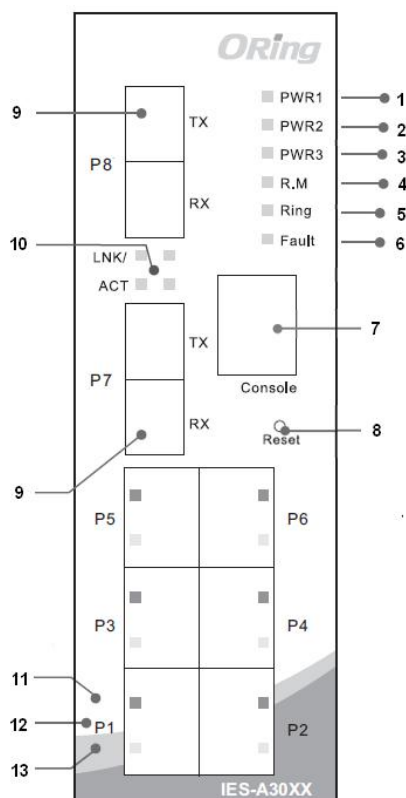 ORing
PWR1 1
9 TX PWR2 2
PWR3 3
P8 R.M 4
RX Ring 5
Fault 6
10 LNK/
ACT
7
TX
P7
Console
RX 8
Reset
9
P5 P6
P3 P4
11
12 P1 P2
13
IES-A30XX